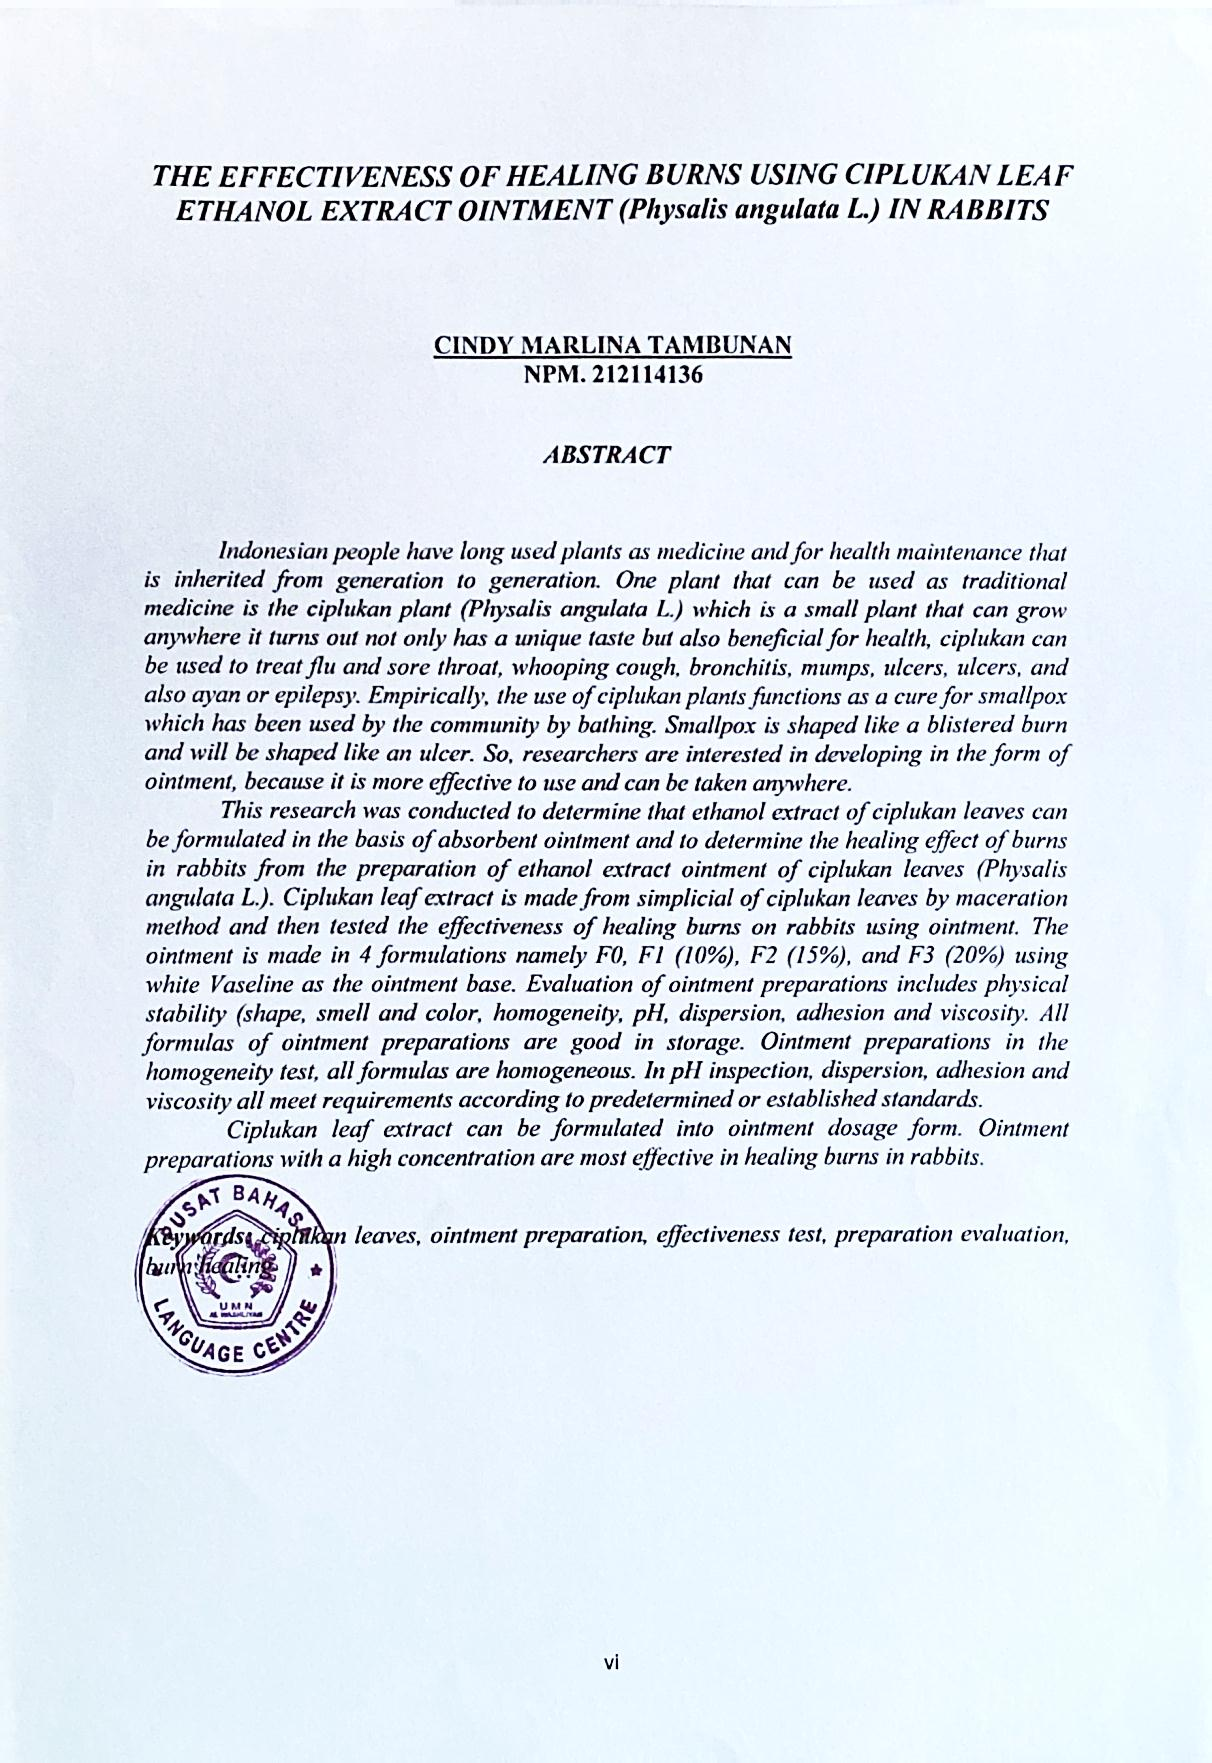 THE EFFECTIVENESS OF HEALING BURNS USING CIPLUKAN LEAF
ETHANOL EXTRACT OINTMENT (Physalis angulata L.) IN RABBITS
CINDY MARLINA TAMBUNAN
NPM. 212114136
ABSTRACT
Indonesian people have long used plants as medicine and for health maintenance that
is inherited from generation to generation. One plant that can be used as traditional
medicine is the ciplukan plant (Physalis angulata L.) which is a small plant that can grow
anywhere it turns out not only has a unique taste but also beneficial for health, ciplukan can
be used to treat flu and sore throat, whooping cough, bronchitis, mumps, ulcers, ulcers, and
also ayan or epilepsy. Empirically, the use of ciplukan plants functions as a cure for smallpox
which has been used by the community by bathing. Smallpox is shaped like a blistered burn
and will be shaped like an ulcer. So, researchers are interested in developing in the form of
ointment, because it is more effective to use and can be taken anywhere.
This research was conducted to determine that ethanol extract of ciplukan leaves can
be formulated in the basis of absorbent ointment and to determine the healing effect of burns
in rabbits from the preparation of ethanol extract ointment of ciplukan leaves (Physalis
angulata L.). Ciplukan leaf extract is made from simplicial of ciplukan leaves by maceration
method and then tested the effectiveness of healing burns on rabbits using ointment. The
ointment is made in 4 formulations namely F0, F1 (10%), F2 (15%), and F3 (20%) using
white Vaseline as the ointment base. Evaluation of ointment preparations includes physical
stability (shape, smell and color, homogeneity, pH, dispersion, adhesion and viscosity. All
formulas of ointment preparations are good in storage. Ointment preparations in the
homogeneity test, all formulas are homogeneous. In pH inspection, dispersion, adhesion and
viscosity all meet requirements according to predetermined or established standards.
Ciplukan leaf extract can be formulated into ointment dosage form. Ointment
preparations with a high concentration are most effective in healing burns in rabbits.
Keywords: ciplukan leaves, ointment preparation, effectiveness test, preparation evaluation,
burn healing
PUSAT BAHASA
UMN
AL WASHLIYAH
LANGUAGE CENTRE
vi